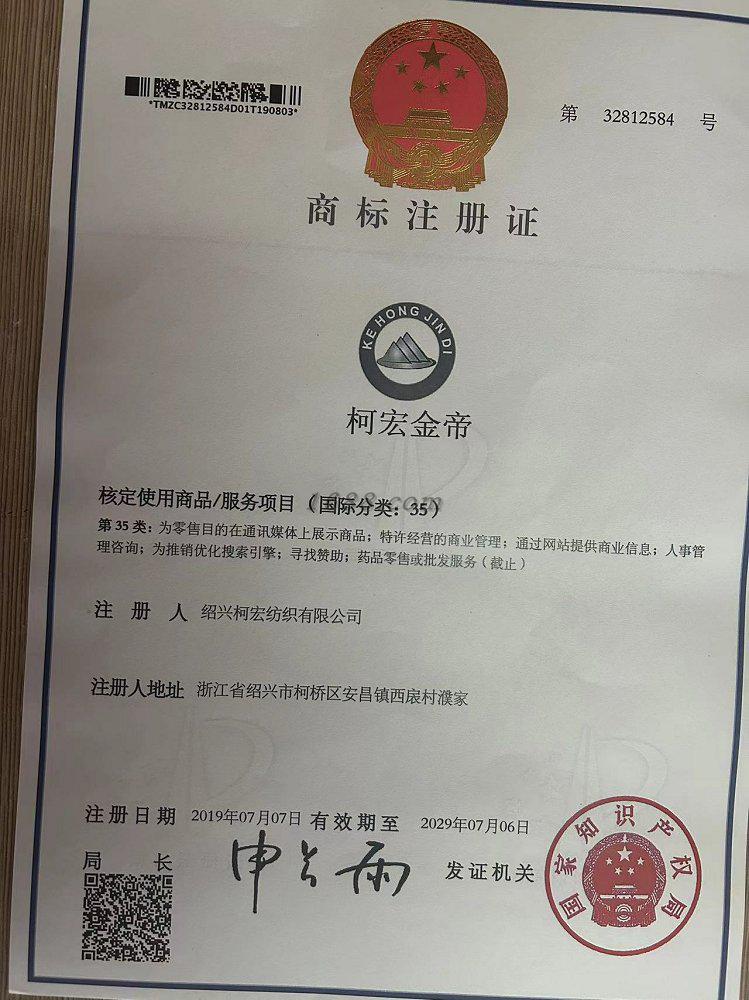 *TMZC32812584D01T190803*
第 32812584 号
商标注册证
KE HONG JIN DI
柯宏金帝
1688.com
核定使用商品/服务项目（国际分类：35）
第 35 类：为零售目的在通讯媒体上展示商品；特许经营的商业管理；通过网站提供商业信息；人事管
理咨询；为推销优化搜索引擎；寻找赞助；药品零售或批发服务（截止）
注 册 人 绍兴柯宏纺织有限公司
注册人地址 浙江省绍兴市柯桥区安昌镇西扆村濮家
注册日期 2019年07月07日 有效期至 2029年07月06日
局 长 申长雨 发证机关
国家知识产权局